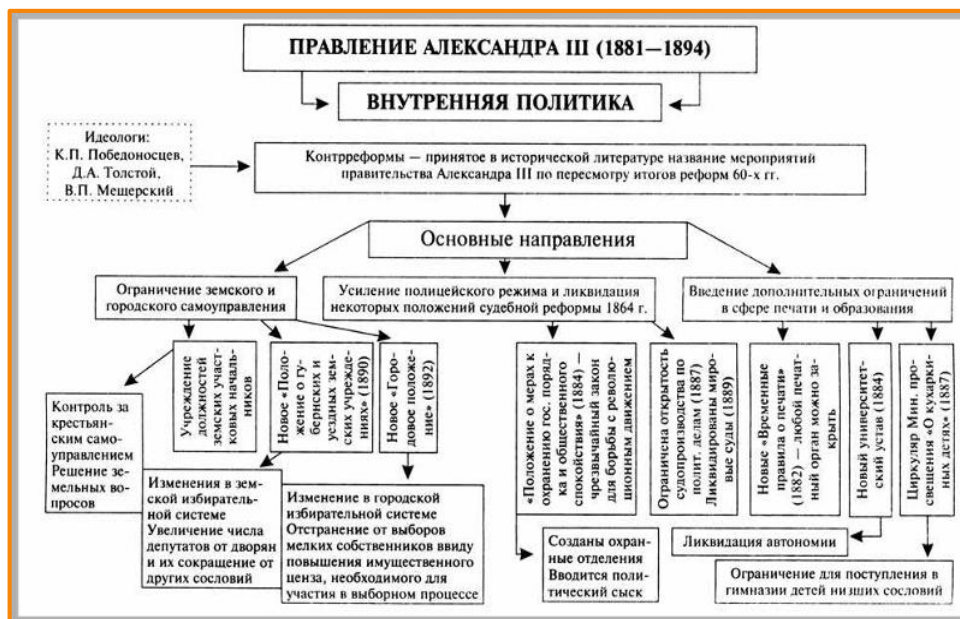 ПРАВЛЕНИЕ АЛЕКСАНДРА III (1881—1894)
ВНУТРЕННЯЯ ПОЛИТИКА
Идеологи:
К.П. Победоносцев,
Д.А. Толстой,
В.П. Мещерский
Контрреформы — принятое в исторической литературе название мероприятий
правительства Александра III по пересмотру итогов реформ 60-х гг.
Основные направления
Ограничение земского и
городского самоуправления
Усиление полицейского режима и ликвидация
некоторых положений судебной реформы 1864 г.
Введение дополнительных ограничений
в сфере печати и образования
Учреждение
должностей
земских участ-
ковых началь-
ников
Новое «Поло-
жение о гу-
бернских и
уездных зем-
ских учрежде-
ниях» (1890)
Новое «Горо-
довое положе-
ние» (1892)
«Положение о мерах к
охранению гос. поряд-
ка и общественного
спокойствия» (1884) —
чрезвычайный закон
для борьбы с револю-
ционным движением
Ограничена открытость
судопроизводства по
полит. делам (1887)
Ликвидированы миро-
вые суды (1889)
Новые «Временные
правила о печати»
(1882) — любой печат-
ный орган можно за-
крыть
Новый университет-
ский устав (1884)
Циркуляр Мин. про-
свещения «О кухарки-
ных детях» (1887)
Контроль за
крестьян-
ским само-
управлением
Решение зе-
мельных во-
просов
Изменения в зем-
ской избиратель-
ной системе
Увеличение числа
депутатов от дворян
и их сокращение от
других сословий
Изменение в городской
избирательной системе
Отстранение от выборов
мелких собственников ввиду
повышения имущественного
ценза, необходимого для
участия в выборном процессе
Созданы охран-
ные отделения
Вводится поли-
тический сыск
Ликвидация автономии
Ограничение для поступления в
гимназии детей низших сословий